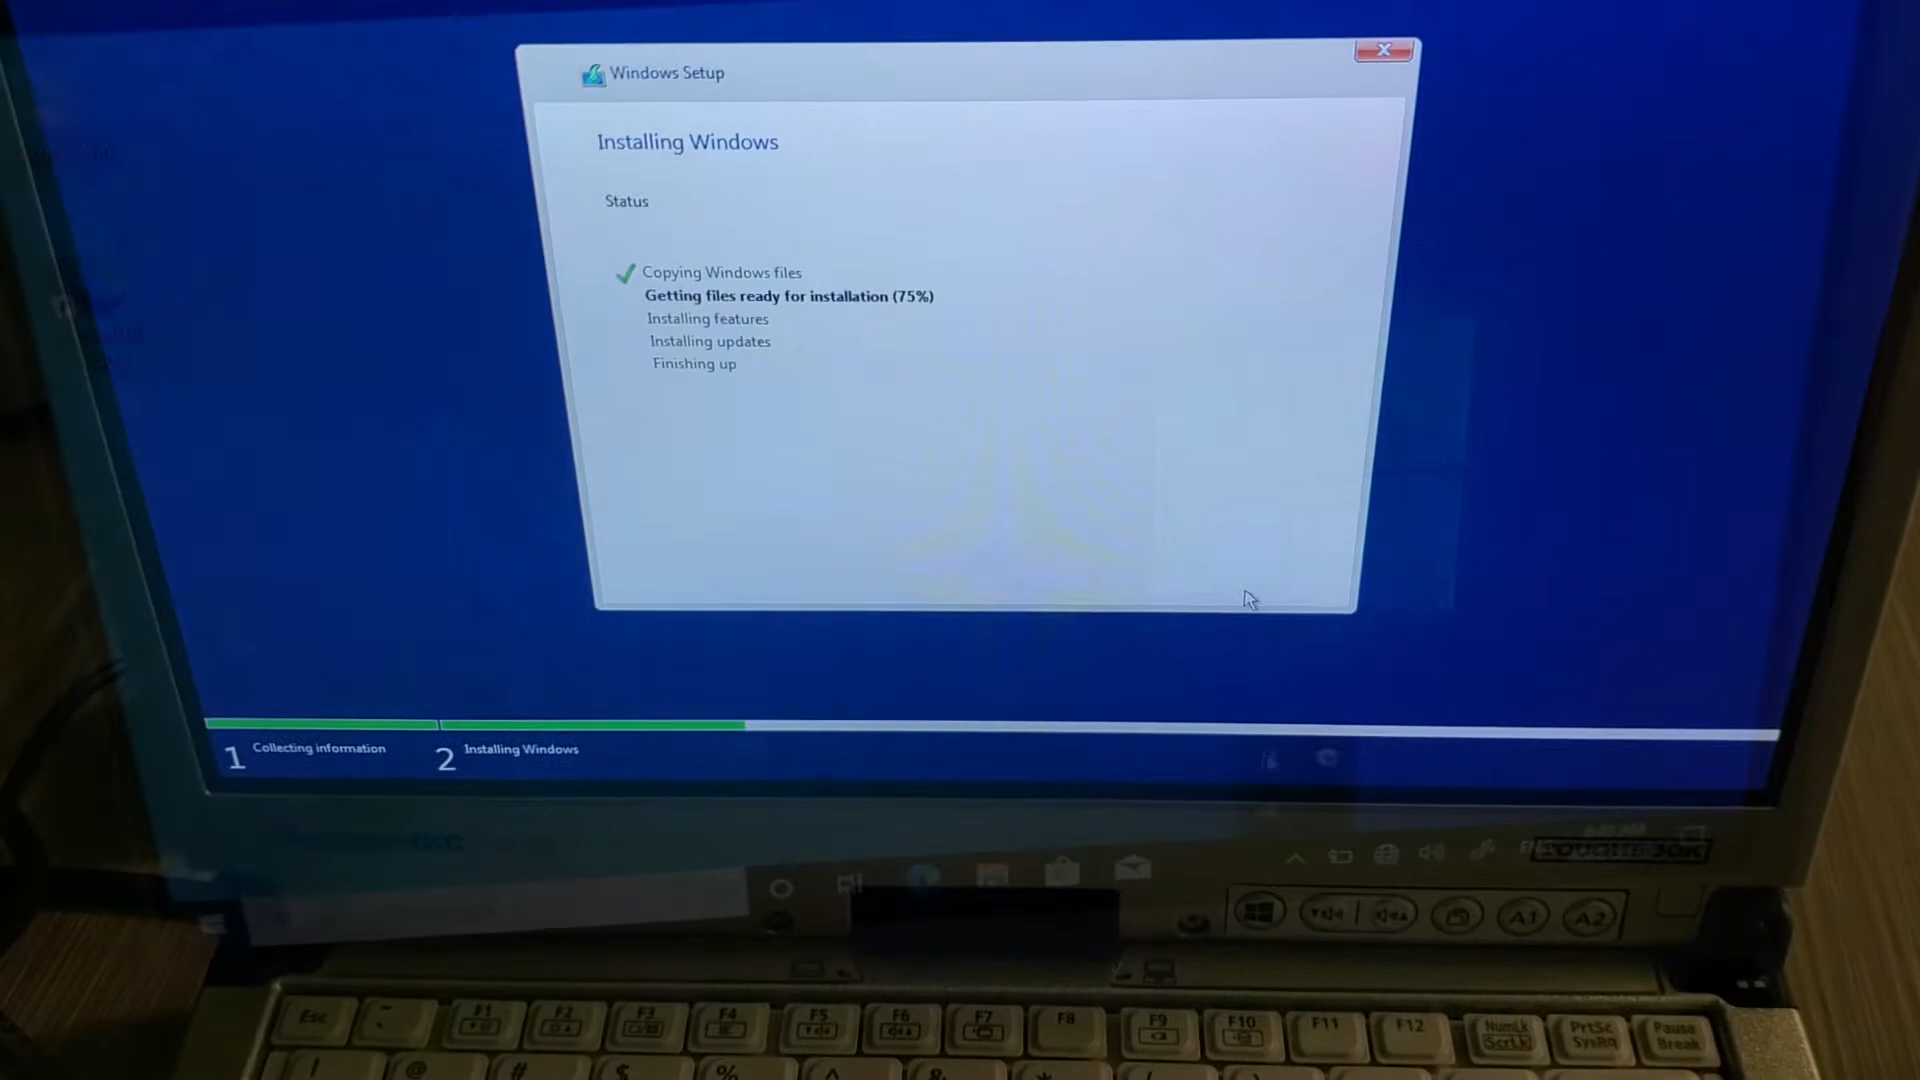 Windows Setup
X
Installing Windows
Status
Copying Windows files
Getting files ready for installation (75%)
Installing features
Installing updates
Finishing up
1 Collecting information
2 Installing Windows
TOUGHBOOK
A1
A2
Esc
F1
F2
F3
F4
F5
F6
F7
F8
F9
F10
F11
F12
NumLk
ScrLk
PrtSc
SysRq
Pause
Break
! @ # $ % ^ & * ( )